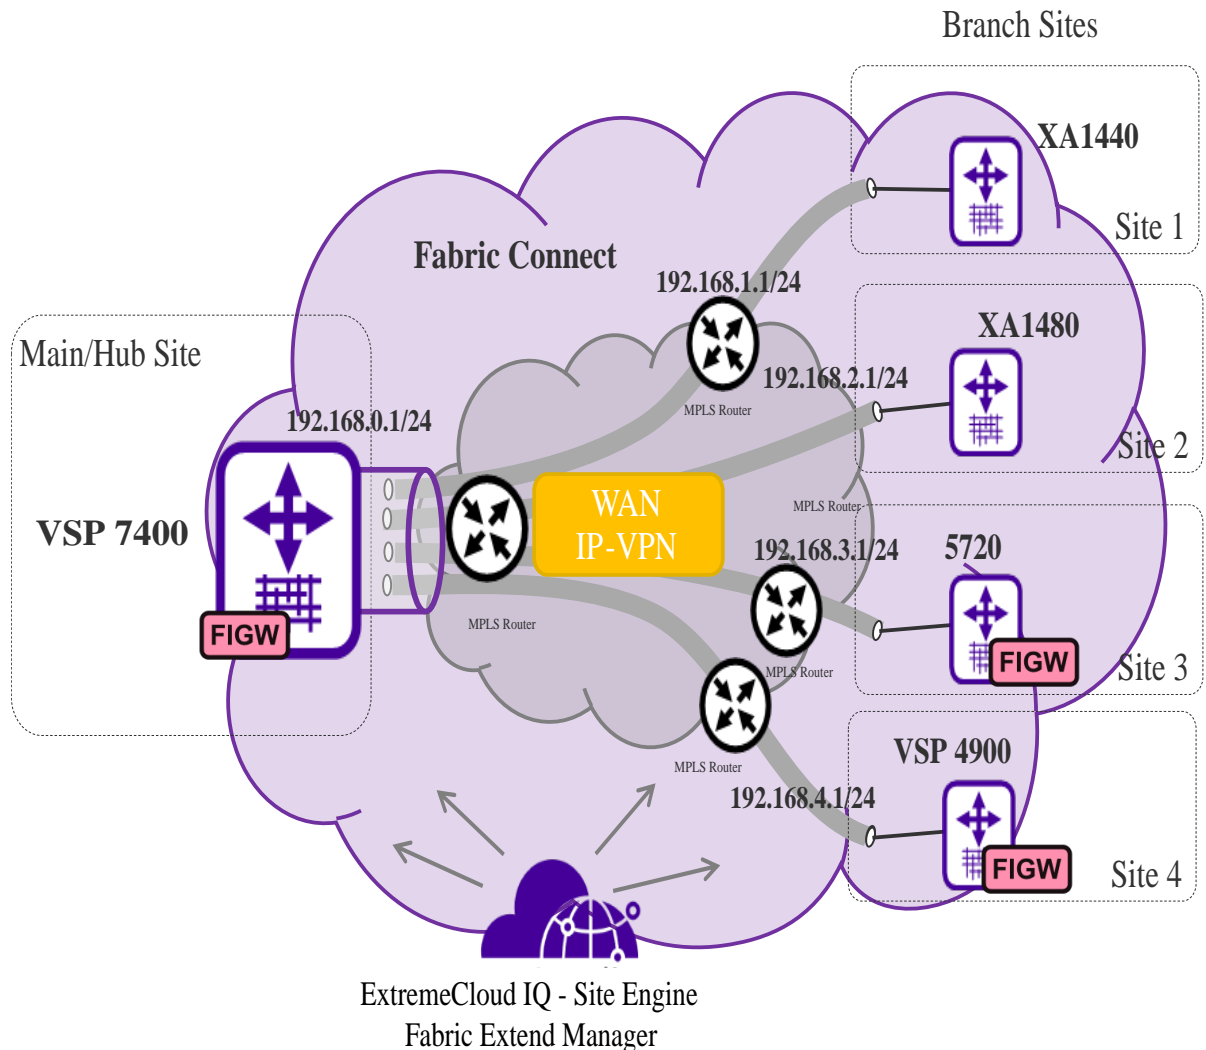 Branch Sites
XA1440
Site 1
Fabric Connect
192.168.1.1/24
XA1480
Main/Hub Site
192.168.2.1/24
MPLS Router
192.168.0.1/24
Site 2
WAN
IP-VPN
MPLS Router
VSP 7400
192.168.3.1/24
5720
MPLS Router
FIGW
FIGW
Site 3
MPLS Router
VSP 4900
MPLS Router
192.168.4.1/24
FIGW
Site 4
ExtremeCloud IQ - Site Engine
Fabric Extend Manager